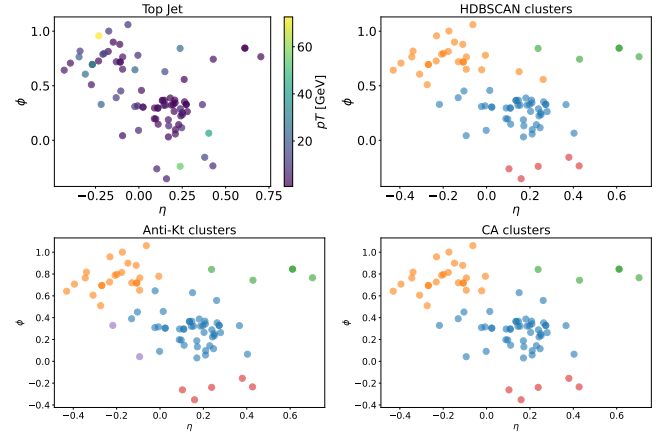 Top Jet
1.0
0.5
0.0
ϕ
−0.25 0.00 0.25 0.50 0.75
η
60
40
20
pT [GeV]
HDBSCAN clusters
1.0
0.5
0.0
ϕ
−0.4 −0.2 0.0 0.2 0.4 0.6
η
Anti-Kt clusters
1.0
0.8
0.6
0.4
0.2
0.0
−0.2
−0.4
ϕ
−0.4 −0.2 0.0 0.2 0.4 0.6
η
CA clusters
1.0
0.8
0.6
0.4
0.2
0.0
−0.2
−0.4
ϕ
−0.4 −0.2 0.0 0.2 0.4 0.6
η